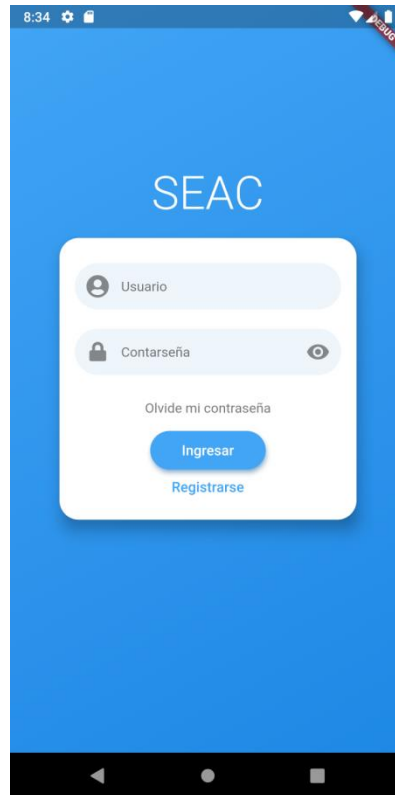 8:34
DEBUG
SEAC
Usuario
Contarseña
Olvide mi contraseña
Ingresar
Registrarse